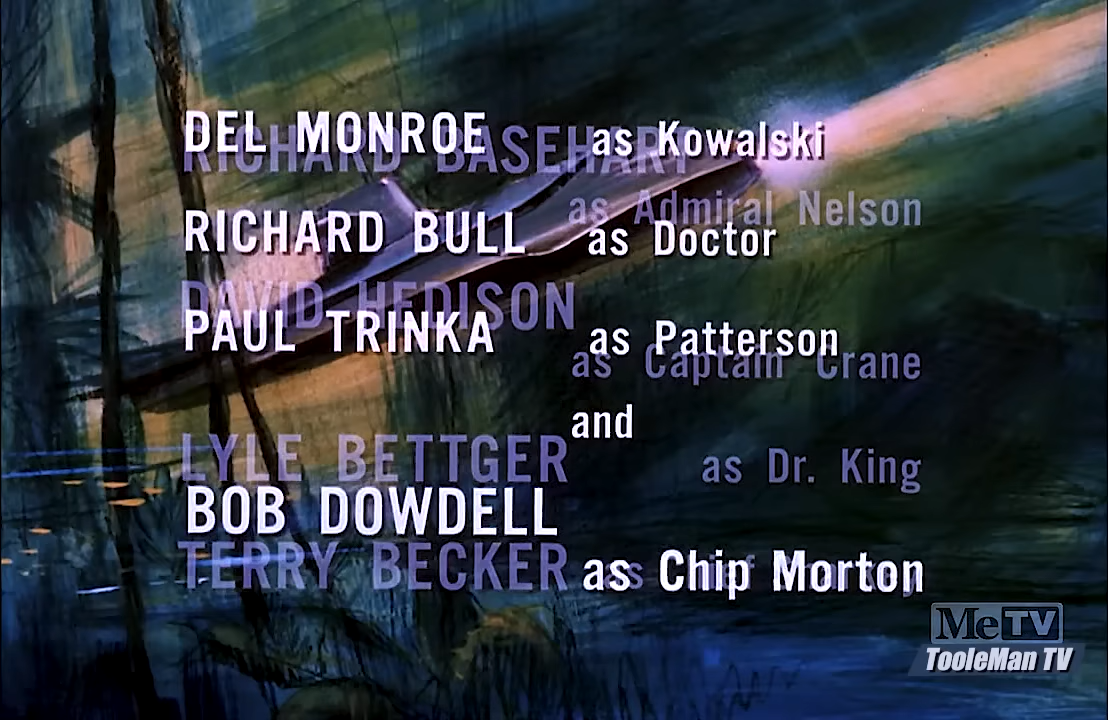 DEL MONROE as Kowalski
RICHARD BASEHART
as Admiral Nelson
RICHARD BULL as Doctor
DAVID HEDISON
PAUL TRINKA as Patterson
as Captain Crane
and
LYLE BETTGER as Dr. King
BOB DOWDELL
TERRY BECKER as
as Chip Morton
MeTV
TooleMan TV